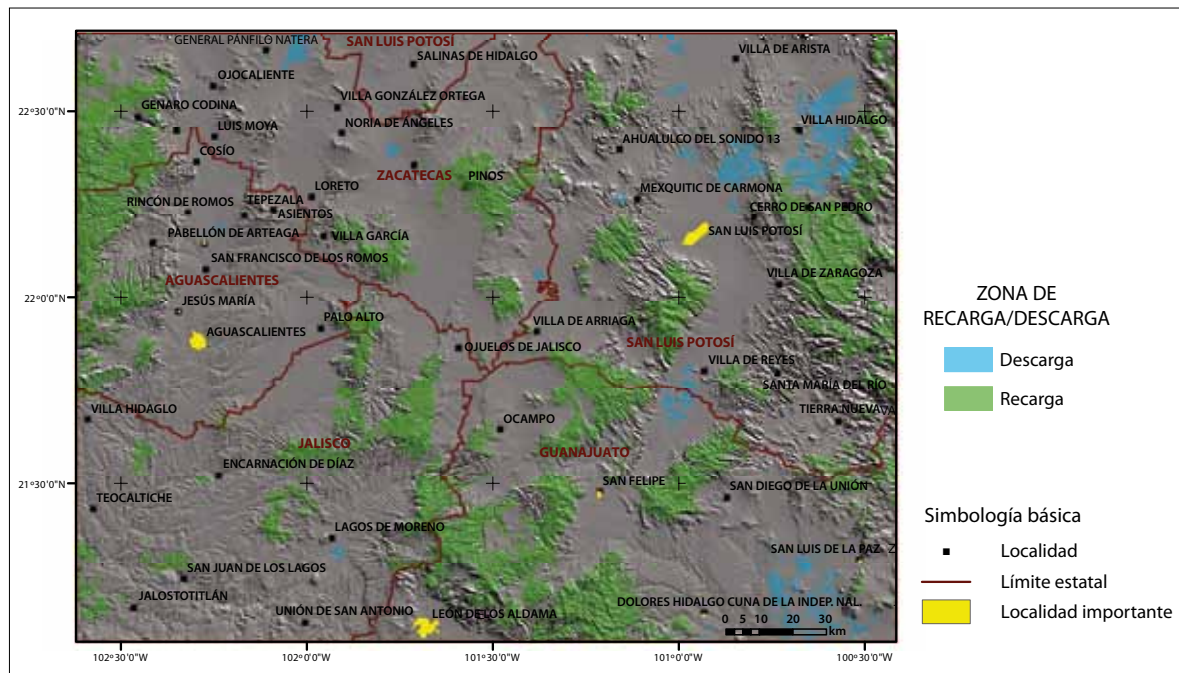 GENERAL PÁNFILO NATERA
SAN LUIS POTOSÍ
VILLA DE ARISTA
SALINAS DE HIDALGO
OJOCALIENTE
VILLA GONZÁLEZ ORTEGA
22°30'0"N
GENARO CODINA
VILLA HIDALGO
LUIS MOYA
NORIA DE ÁNGELES
AHUALULCO DEL SONIDO 13
COSÍO
ZACATECAS
PINOS
LORETO
MEXQUITIC DE CARMONA
RINCÓN DE ROMOS
TEPEZALA
ASIENTOS
CERRO DE SAN PEDRO
PABELLÓN DE ARTEAGA
VILLA GARCÍA
SAN LUIS POTOSÍ
SAN FRANCISCO DE LOS ROMOS
VILLA DE ZARAGOZA
AGUASCALIENTES
22°0'0"N
JESÚS MARÍA
PALO ALTO
VILLA DE ARRIAGA
AGUASCALIENTES
OJUELOS DE JALISCO
SAN LUIS POTOSÍ
VILLA DE REYES
SANTA MARÍA DEL RÍO
VILLA HIDAGLO
OCAMPO
TIERRA NUEVA
VA
JALISCO
GUANAJUATO
ENCARNACIÓN DE DÍAZ
21°30'0"N
SAN FELIPE
SAN DIEGO DE LA UNIÓN
TEOCALTICHE
LAGOS DE MORENO
SAN LUIS DE LA PAZ
Z
SAN JUAN DE LOS LAGOS
JALOSTOTITLÁN
UNIÓN DE SAN ANTONIO
LEÓN DE LOS ALDAMA
DOLORES HIDALGO CUNA DE LA INDEP. NAL.
0 5 10 20 30
km
102°30'0"W
102°0'0"W
101°30'0"W
101°0'0"W
100°30'0"W
ZONA DE
RECARGA/DESCARGA
Descarga
Recarga
Simbología básica
Localidad
Límite estatal
Localidad importante